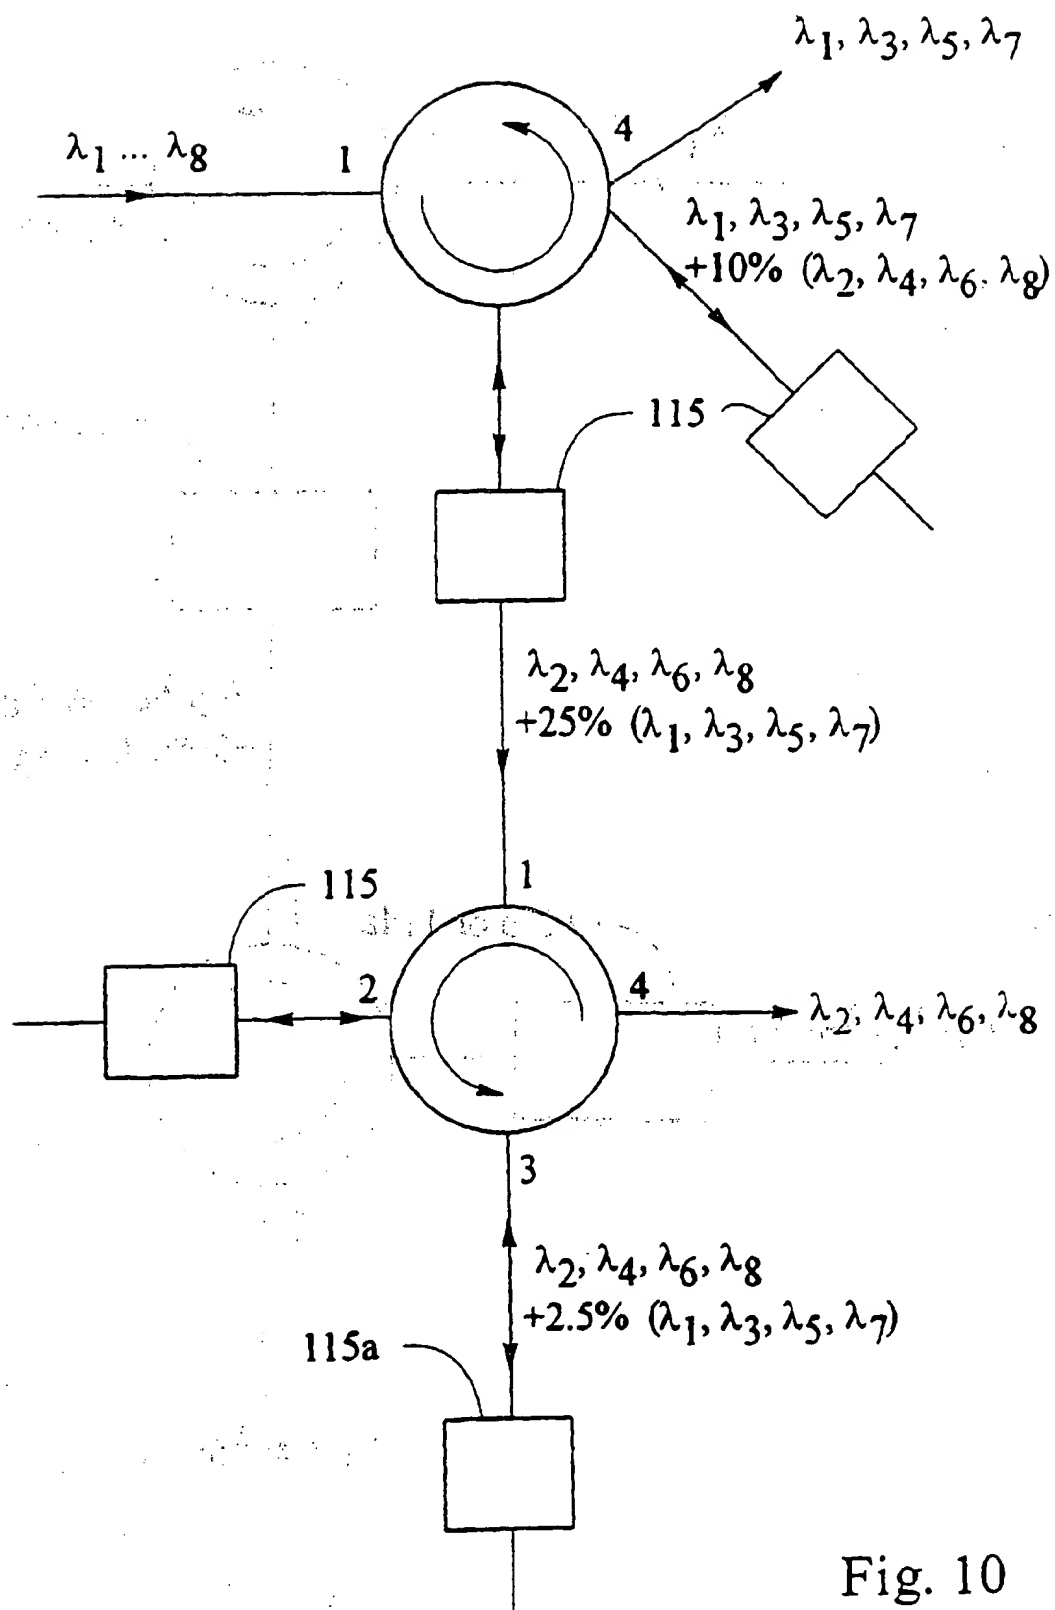 λ1, λ3, λ5, λ7
λ1 ... λ8
1
4
λ1, λ3, λ5, λ7
+10% (λ2, λ4, λ6, λ8)
115
λ2, λ4, λ6, λ8
+25% (λ1, λ3, λ5, λ7)
1
115
2
4
λ2, λ4, λ6, λ8
3
λ2, λ4, λ6, λ8
+2.5% (λ1, λ3, λ5, λ7)
115a
Fig. 10